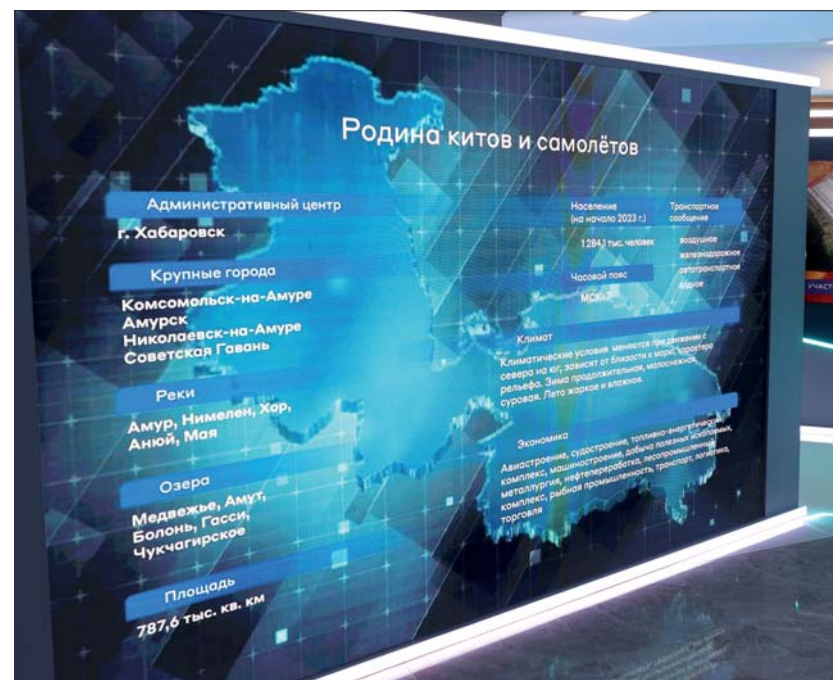 Родина китов и самолётов
Административный центр
г. Хабаровск
Крупные города
Комсомольск-на-Амуре
Амурск
Николаевск-на-Амуре
Советская Гавань
Реки
Амур, Нимелен, Хор,
Анюй, Мая
Озера
Медвежье, Амут,
Болонь, Гасси,
Чукчагирское
Площадь
787,6 тыс. кв. км
Население
(на начало 2023 г.)
1 284,1 тыс. человек
Часовой пояс
МСК+7
Транспортное
сообщение
воздушное
железнодорожное
автотранспортное
водное
Климат
Климатические условия меняются при движении с
севера на юг, зависят от близости к морю, характера
рельефа. Зима продолжительная, малоснежная,
суровая. Лето жаркое и влажное.
Экономика
Авиастроение, судостроение, топливно-энергетический
комплекс, машиностроение, добыча полезных ископаемых,
металлургия, нефтепереработка, лесопромышленный
комплекс, рыбная промышленность, транспорт, логистика,
торговля
УЧАСТ